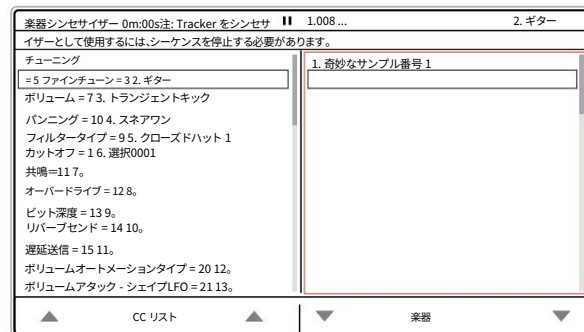 楽器シンセサイザー 0m:00s注: Tracker をシンセサ 1.008 ... 2. ギター
イザーとして使用するには、シーケンスを停止する必要があります。
チューニング
= 5 ファインチューン = 3 2. ギター
ボリューム = 7 3. トランジェントキック
パンニング = 10 4. スネアワン
フィルタータイプ = 9 5. クローズドハット 1
カットオフ = 1 6. 選択0001
共鳴=11 7。
オーバードライブ = 12 8。
ビット深度 = 13 9。
リバーブセンド = 14 10。
遅延送信 = 15 11。
ボリュームオートメーションタイプ = 20 12。
ボリュームアタック - シェイプLFO = 21 13。
1. 奇妙なサンプル番号 1
CC リスト
楽器